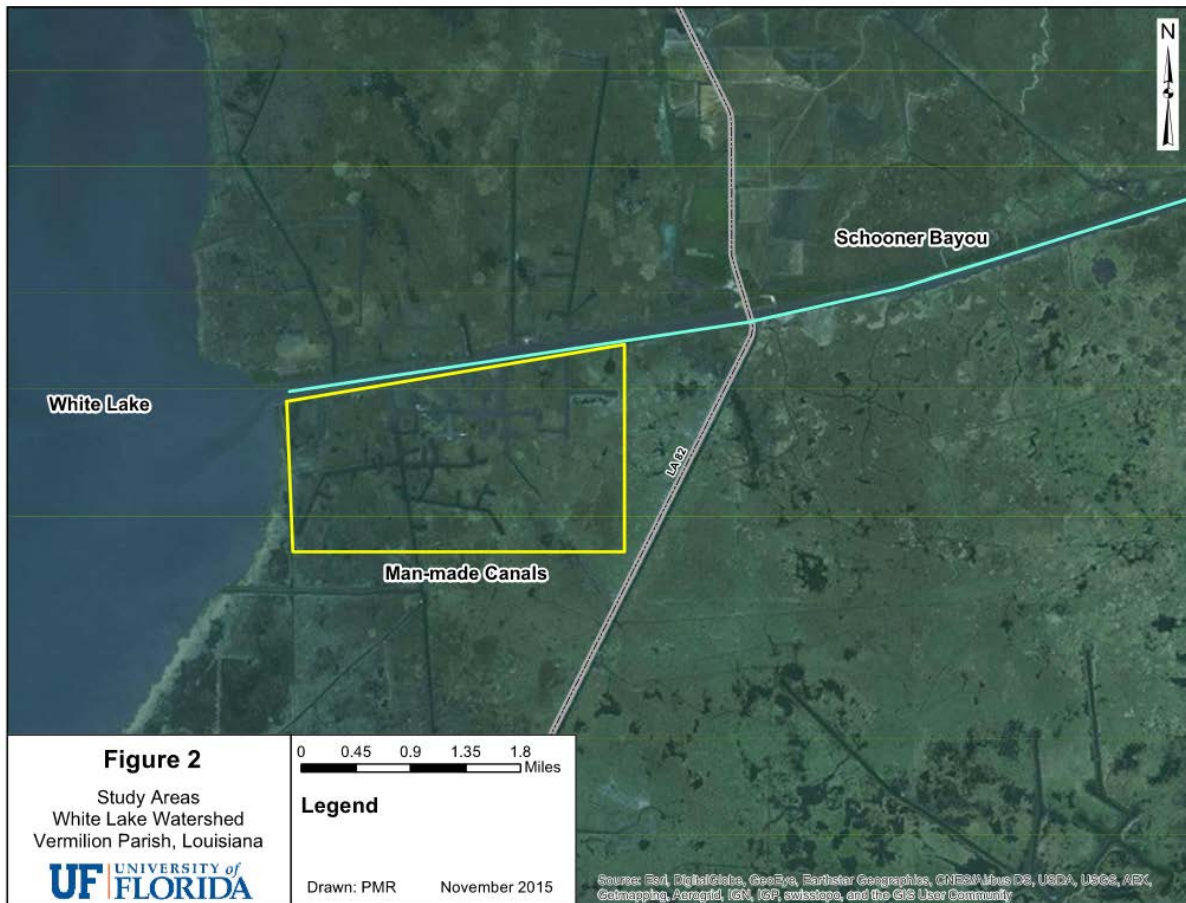 N
Schooner Bayou
White Lake
LA 82
Man-made Canals
Figure 2
Study Areas
White Lake Watershed
Vermilion Parish, Louisiana
UF UNIVERSITY of
FLORIDA
0 0.45 0.9 1.35 1.8
Miles
Legend
Drawn: PMR November 2015
Source: Esri, DigitalGlobe, GeoEye, Earthstar Geographics, CNES/Airbus DS, USDA, USGS, AEX,
Getmapping, Aerogrid, IGN, IGP, swisstopo, and the GIS User Community